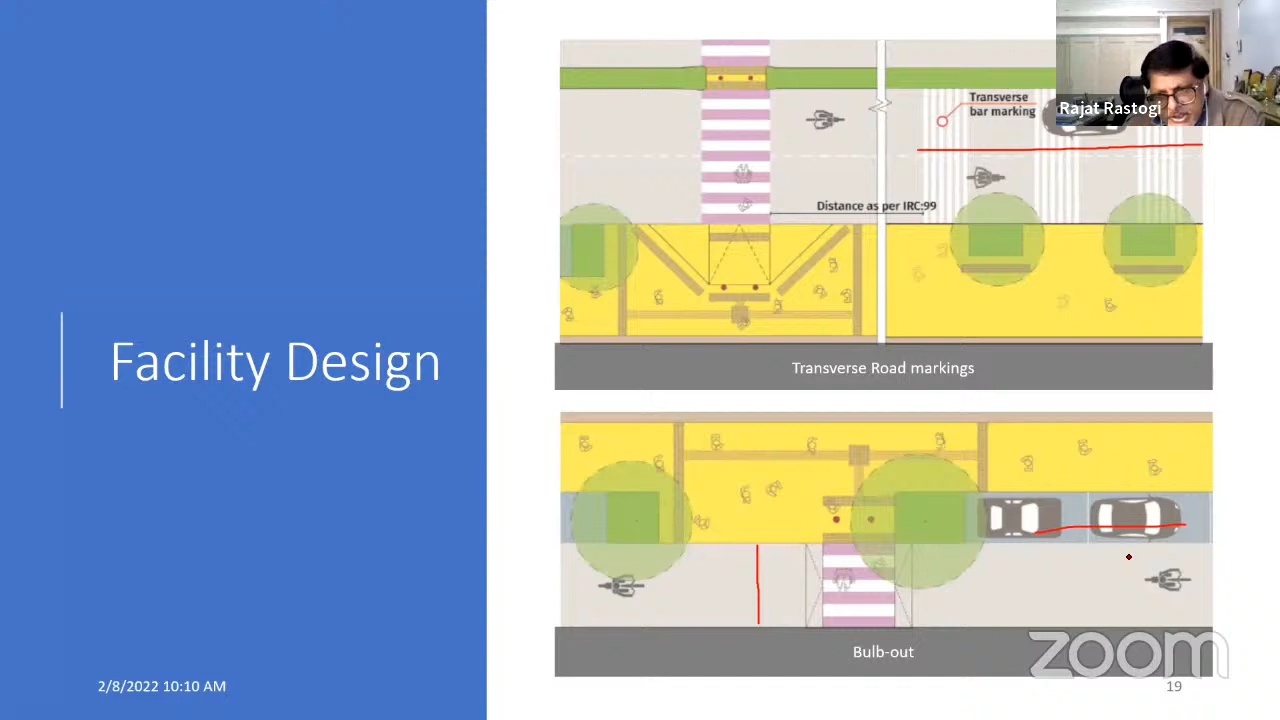 Facility Design
Transverse
bar marking
Rajat Rastogi
Distance as per IRC:99
Transverse Road markings
Bulb-out
zoom
2/8/2022 10:10 AM
19